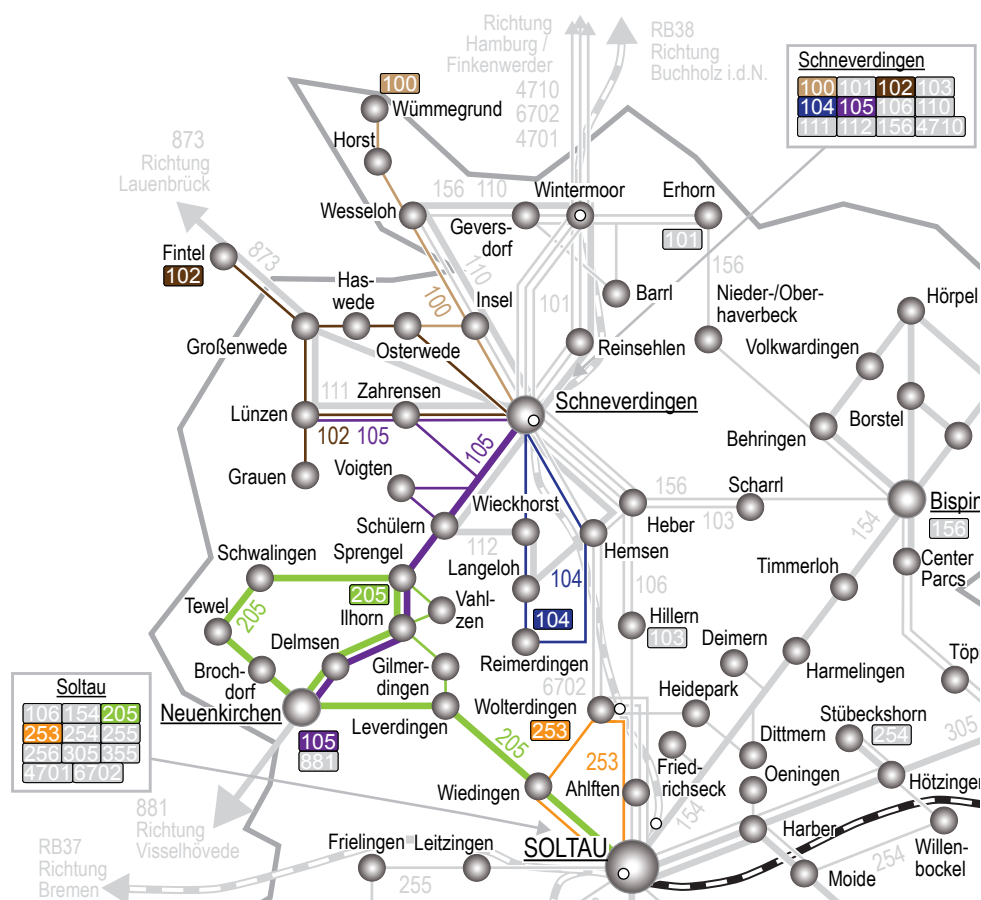 Richtung
Hamburg /
Finkenwerder
4710
6702
4701
RB38
Richtung
Buchholz i.d.N.
Schneverdingen
100 101 102 103
104 105 106 110
111 112 156 4710
100
Wümmegrund
Horst
873
Richtung
Lauenbrück
Wesseloh
156 110
Wintermoor
Erhorn
101
Gevers-
dorf
156
Fintel
102
873
Has-
wede
110
100
Insel
101
Barrl
Nieder-/Ober-
haverbeck
Hörpel
Großenwede
Osterwede
Reinsehlen
Volkwardingen
111
Zahrensen
Schneverdingen
Lünzen
Borstel
102 105
105
Behringen
Grauen
Voigten
Wieckhorst
156
Scharrl
Bispin
156
Heber
103
154
Schülern
112
Hemsen
Schwalingen
Sprengel
Langeloh
104
106
Timmerloh
Center
Parcs
205
Ilhorn
Vahl-
zen
104
Hillern
103
Tewel
205
Delmsen
Reimerdingen
Deimern
Harmelingen
Broch-
dorf
Gilmer-
dingen
6702
Heidepark
Töp
Soltau
106 154 205
253 254 255
256 305 355
4701 6702
Neuenkirchen
Leverdingen
Wolterdingen
253
Stübeckshorn
254
105
881
205
253
Dittmern
305
Fried-
richseck
Oeningen
Wiedingen
Ahlften
Hötzingen
881
Richtung
Visselhövede
154
RB37
Richtung
Bremen
Frielingen
Leitzingen
SOLTAU
Harber
Willen-
bockel
255
254
Moide